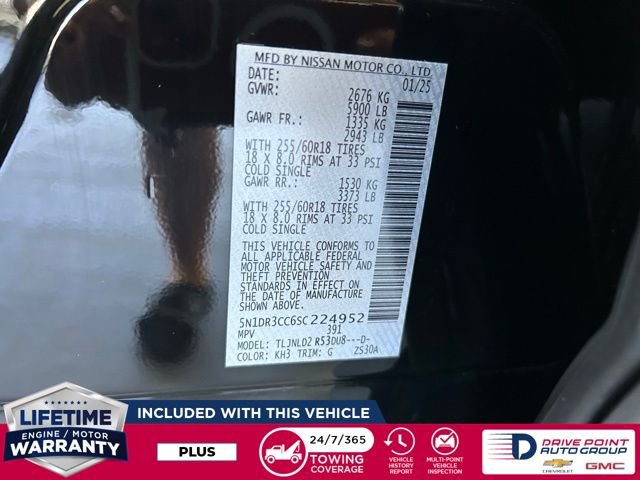 MFD BY NISSAN MOTOR CO., LTD.
DATE: 01/25
GVWR: 2676 KG
5900 LB
GAWR FR.: 1335 KG
2943 LB
WITH 255/60R18 TIRES
18 X 8.0 RIMS AT 33 PSI
COLD SINGLE
GAWR RR.: 1530 KG
3373 LB
WITH 255/60R18 TIRES
18 X 8.0 RIMS AT 33 PSI
COLD SINGLE
THIS VEHICLE CONFORMS TO
ALL APPLICABLE FEDERAL
MOTOR VEHICLE SAFETY AND
THEFT PREVENTION
STANDARDS IN EFFECT ON
THE DATE OF MANUFACTURE
SHOWN ABOVE.
5N1DR3CC6SC224952
MPV 391
MODEL: TLJNLD2 R53DU8---D-
COLOR: KH3 TRIM: G ZS30A
LIFETIME
ENGINE / MOTOR
WARRANTY
INCLUDED WITH THIS VEHICLE
PLUS
24/7/365
TOWING
COVERAGE
VEHICLE
HISTORY
REPORT
MULTI-POINT
VEHICLE
INSPECTION
DRIVE POINT
AUTO GROUP
CHEVROLET GMC